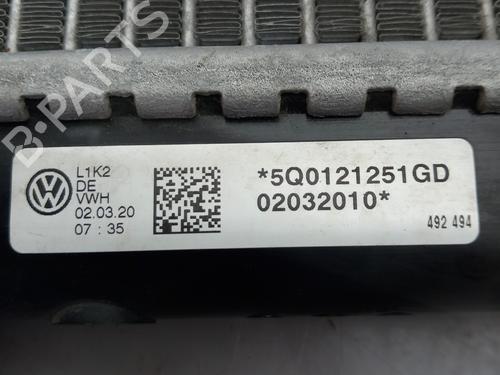 B-PARTS
L1K2
DE
VWH
02.03.20
07 : 35
*5Q0121251GD
02032010*
492 494